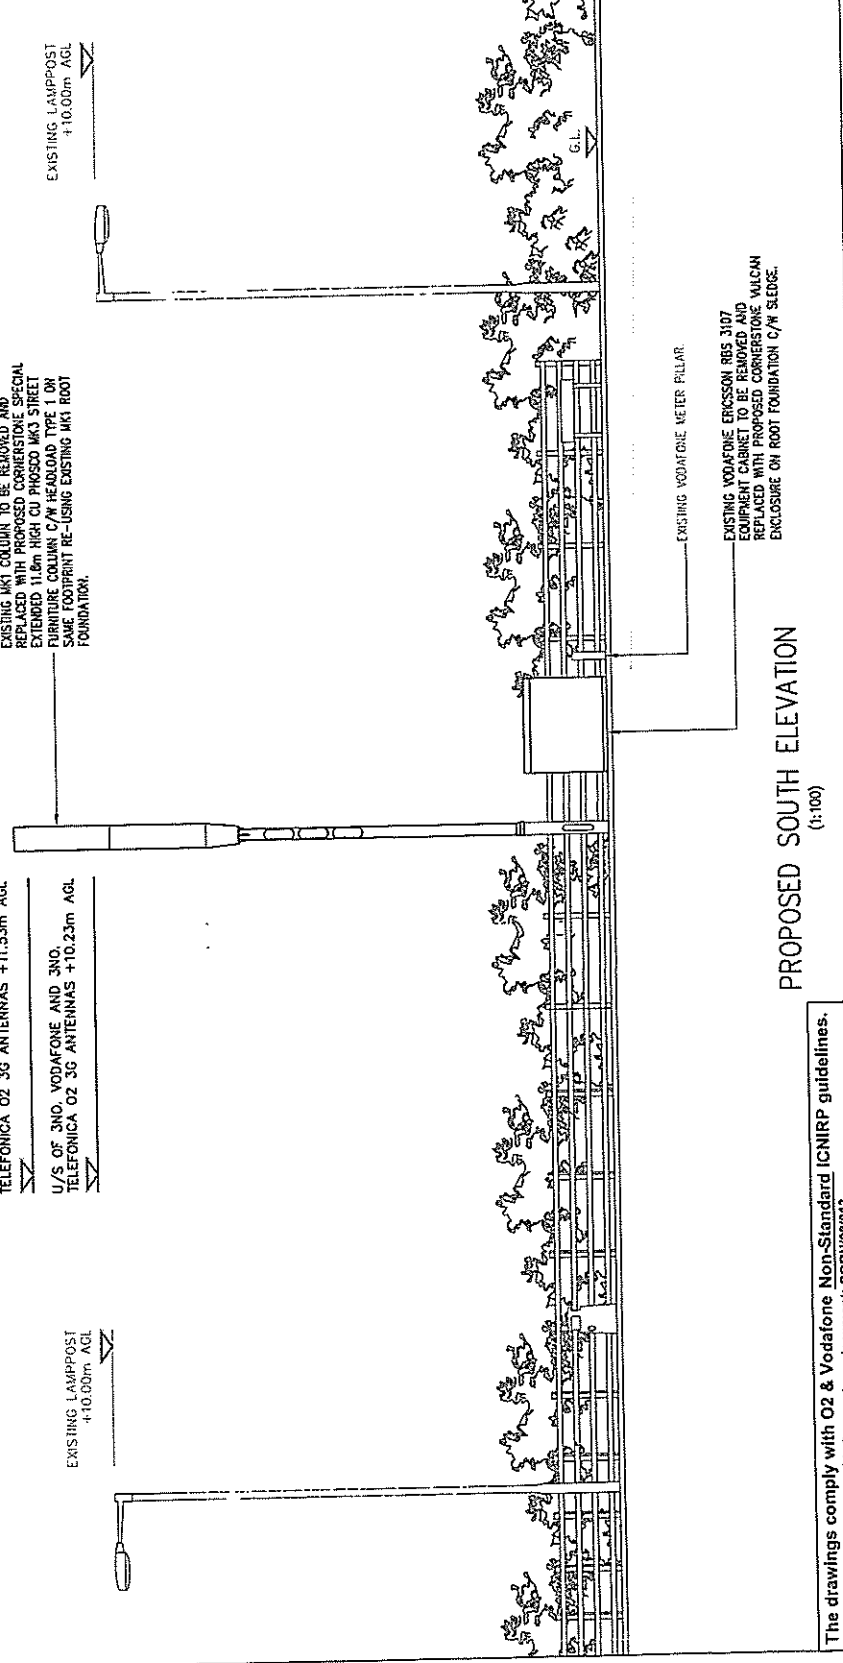 EXISTING LAMPPOST
+10.00m AGL
TELEFONICA O2 3G ANTENNAS +11.53m AGL
U/S OF 3NO. VODAFONE AND 3NO.
TELEFONICA O2 3G ANTENNAS +10.23m AGL
EXISTING MK1 COLUMN TO BE REMOVED AND
REPLACED WITH PROPOSED CORNERSTONE SPECIAL
EXTENDED 11.8m HIGH CU PHOSCO MK3 STREET
FURNITURE COLUMN C/W HEADLOAD TYPE 1 ON
SAME FOOTPRINT RE-USING EXISTING MK1 ROOT
FOUNDATION.
EXISTING LAMPPOST
+10.00m AGL
G.L.
EXISTING VODAFONE METER PILLAR.
EXISTING VODAFONE ERICSSON RBS 3107
EQUIPMENT CABINET TO BE REMOVED AND
REPLACED WITH PROPOSED CORNERSTONE VULCAN
ENCLOSURE ON ROOT FOUNDATION C/W SLEDGE.
PROPOSED SOUTH ELEVATION
(1:100)
The drawings comply with O2 & Vodafone Non-Standard ICNIRP guidelines.